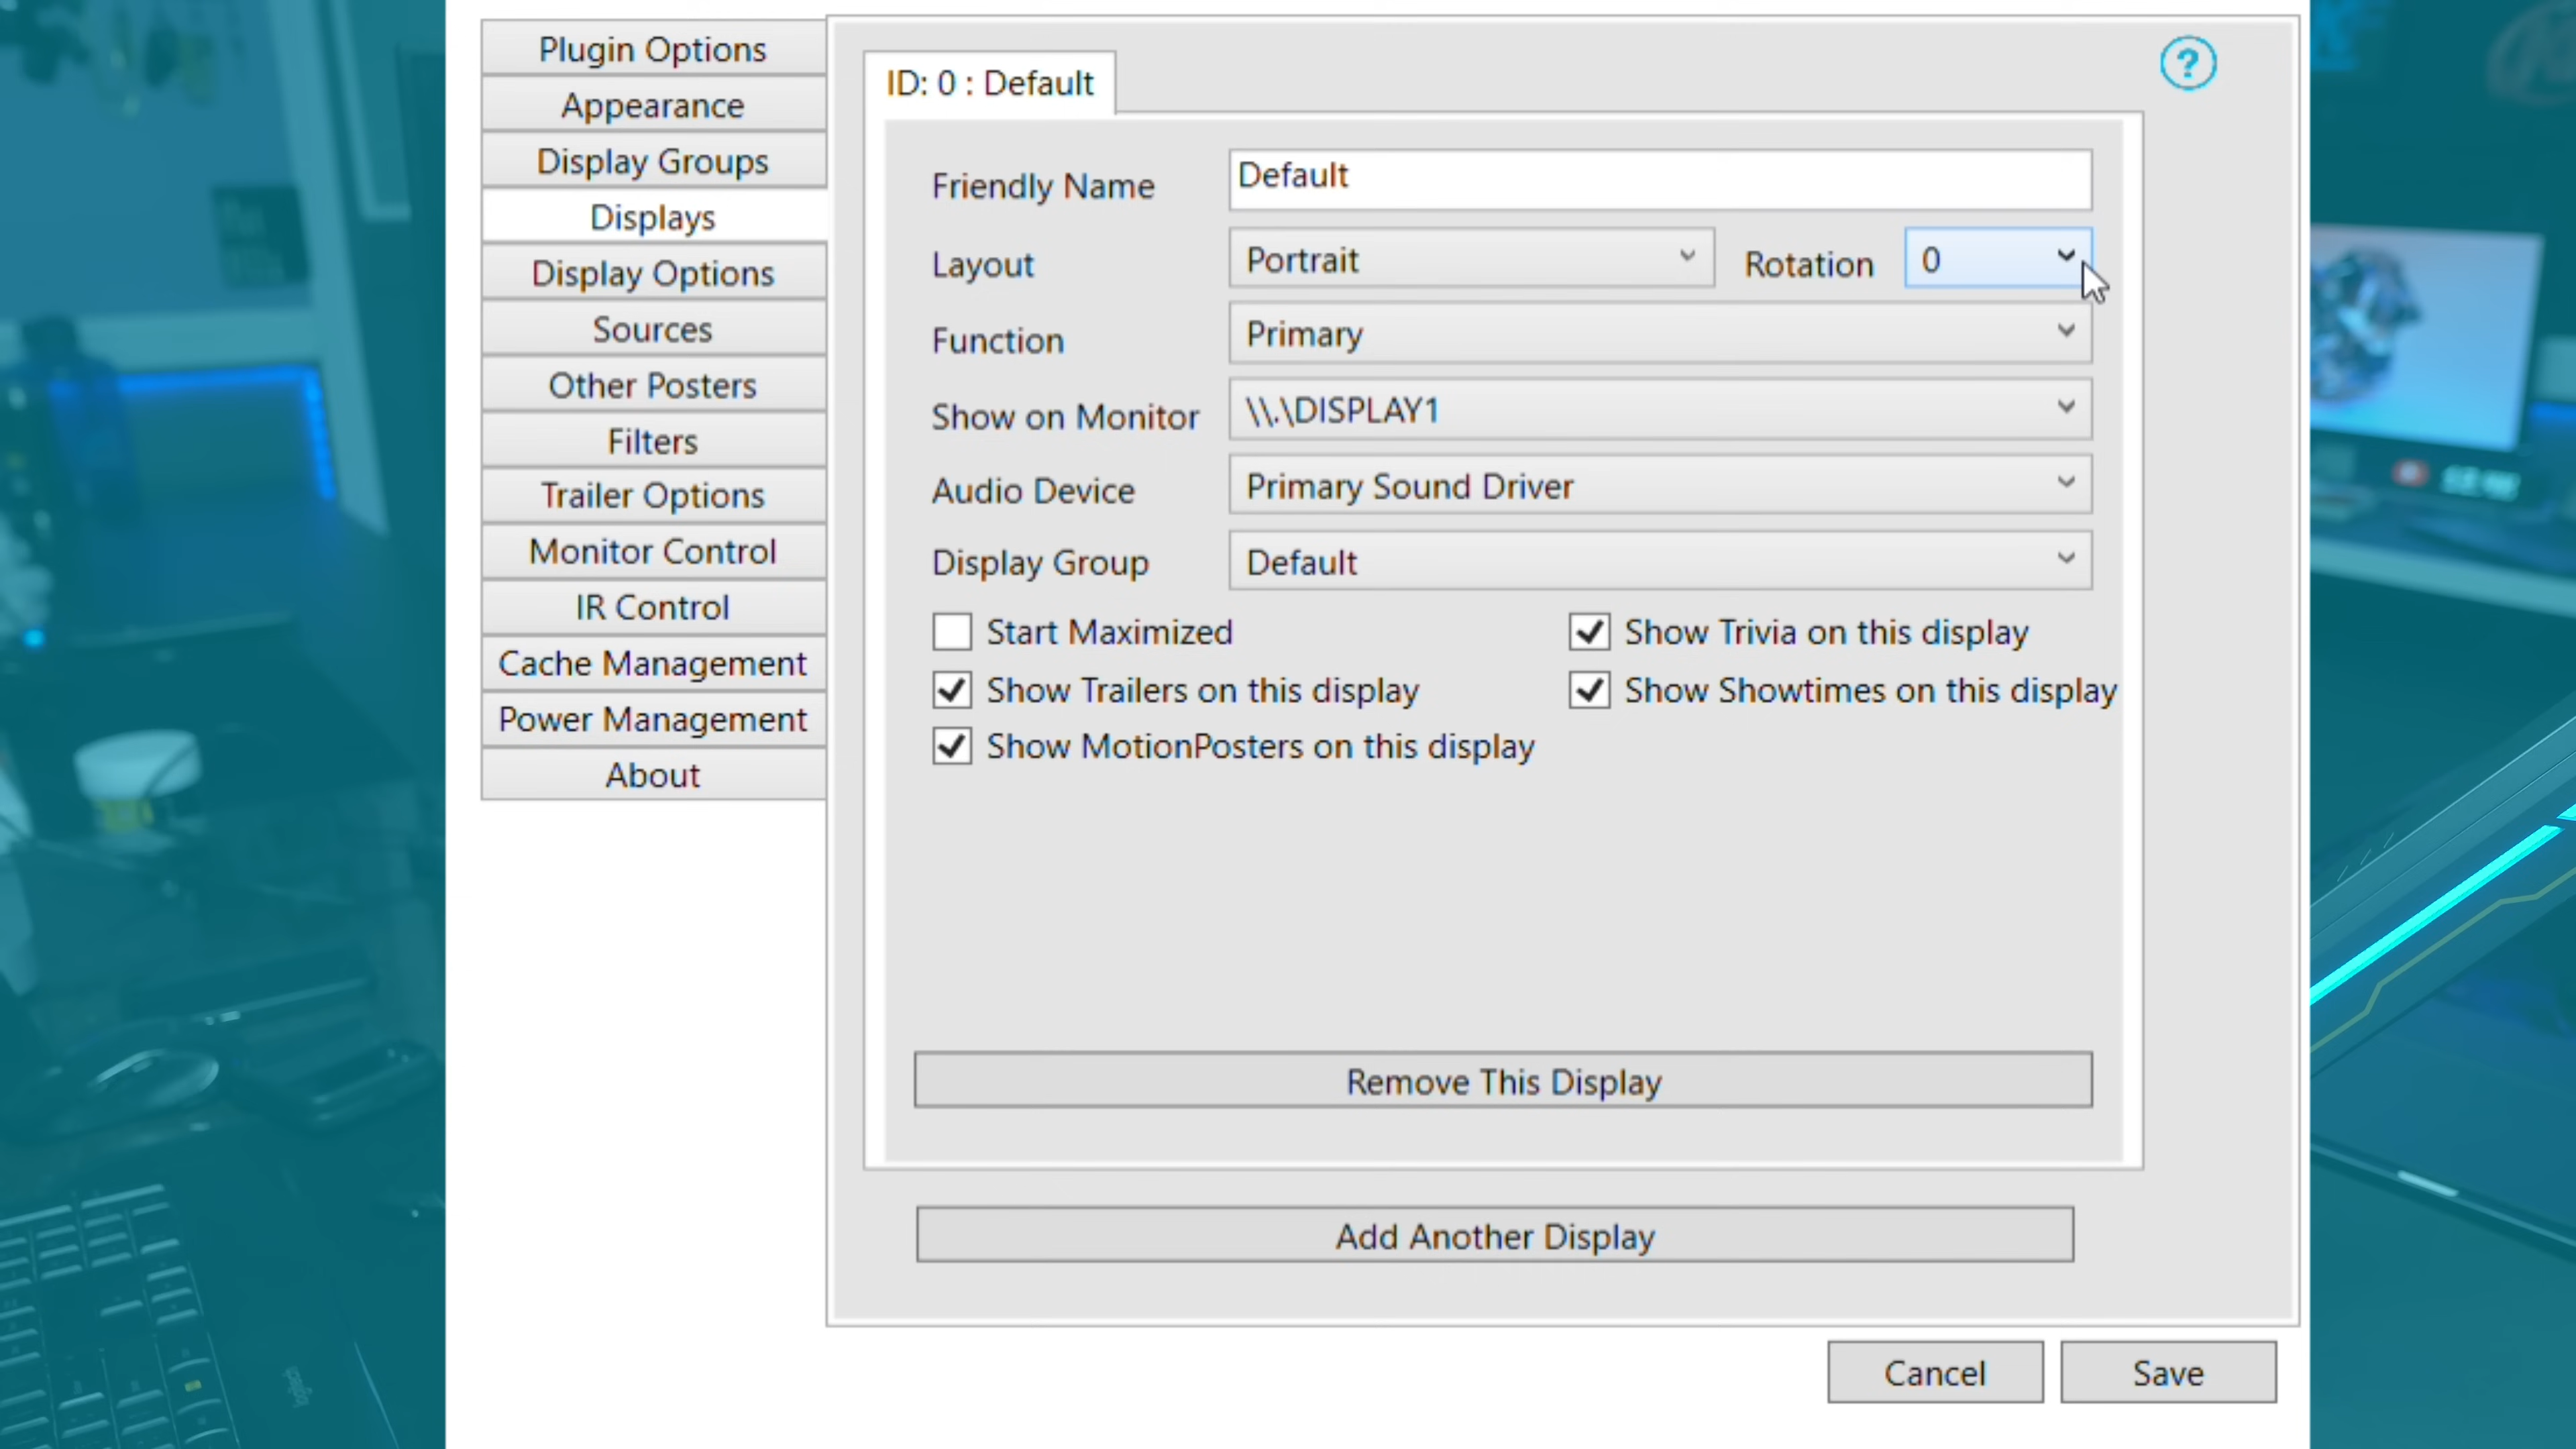 Plugin Options
Appearance
Display Groups
Displays
Display Options
Sources
Other Posters
Filters
Trailer Options
Monitor Control
IR Control
Cache Management
Power Management
About
ID: 0 : Default
?
Friendly Name Default
Layout Portrait Rotation 0
Function Primary
Show on Monitor \\.\DISPLAY1
Audio Device Primary Sound Driver
Display Group Default
Start Maximized Show Trivia on this display
Show Trailers on this display Show Showtimes on this display
Show MotionPosters on this display
Remove This Display
Add Another Display
Cancel Save